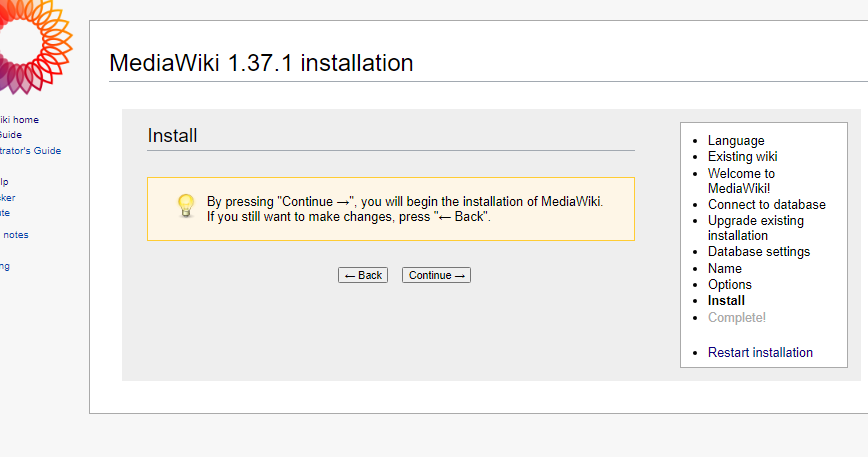 MediaWiki 1.37.1 installation
iki home
Guide
trator's Guide
lp
ker
te
notes
ng
Install
By pressing "Continue →", you will begin the installation of MediaWiki.
If you still want to make changes, press "← Back".
← Back
Continue →
Language
Existing wiki
Welcome to
MediaWiki!
Connect to database
Upgrade existing
installation
Database settings
Name
Options
Install
Complete!
Restart installation